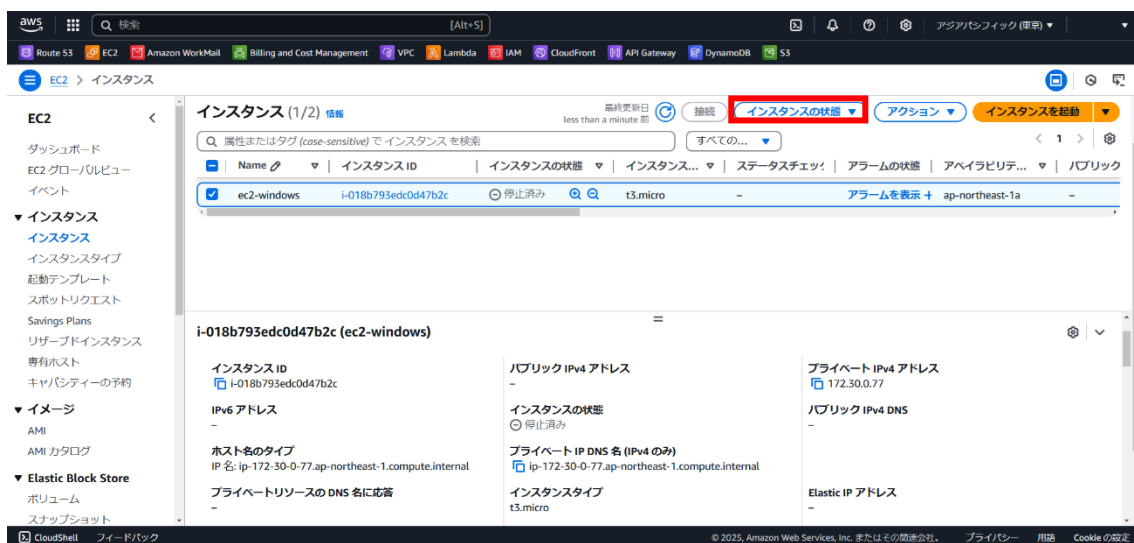 aws 検索 [Alt+S] アジアパシフィック (東京)
Route 53 EC2 Amazon WorkMail Billing and Cost Management VPC Lambda IAM CloudFront API Gateway DynamoDB S3
EC2 > インスタンス
EC2
ダッシュボード
EC2 グローバルビュー
イベント
インスタンス
インスタンス
インスタンスタイプ
起動テンプレート
スポットリクエスト
Savings Plans
リザーブドインスタンス
専有ホスト
キャパシティーの予約
イメージ
AMI
AMI カタログ
Elastic Block Store
ボリューム
スナップショット
インスタンス (1/2) 情報
最終更新日
less than a minute 前
接続 インスタンスの状態 アクション インスタンスを起動
属性またはタグ (case-sensitive) で インスタンス を検索 すべての... 1
Name インスタンス ID インスタンスの状態 インスタンス... ステータスチェック アラームの状態 アベイラビリテ... パブリック
ec2-windows i-018b793edc0d47b2c 停止済み t3.micro – アラームを表示 + ap-northeast-1a –
i-018b793edc0d47b2c (ec2-windows)
インスタンス ID パブリック IPv4 アドレス プライベート IPv4 アドレス
i-018b793edc0d47b2c – 172.30.0.77
IPv6 アドレス インスタンスの状態 パブリック IPv4 DNS
– 停止済み –
ホスト名のタイプ プライベート IP DNS 名 (IPv4 のみ)
IP 名: ip-172-30-0-77.ap-northeast-1.compute.internal ip-172-30-0-77.ap-northeast-1.compute.internal
プライベートリソースの DNS 名に応答 インスタンスタイプ Elastic IP アドレス
– t3.micro –
CloudShell フィードバック © 2025, Amazon Web Services, Inc. またはその関連会社。 プライバシー 用語 Cookie の設定